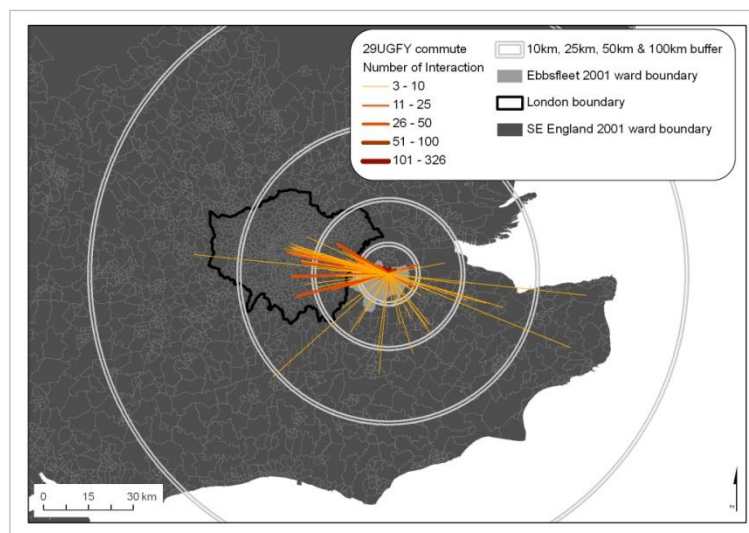 29UGFY commute
Number of Interaction
3 - 10
11 - 25
26 - 50
51 - 100
101 - 326
10km, 25km, 50km & 100km buffer
Ebbsfleet 2001 ward boundary
London boundary
SE England 2001 ward boundary
0 15 30 km
N